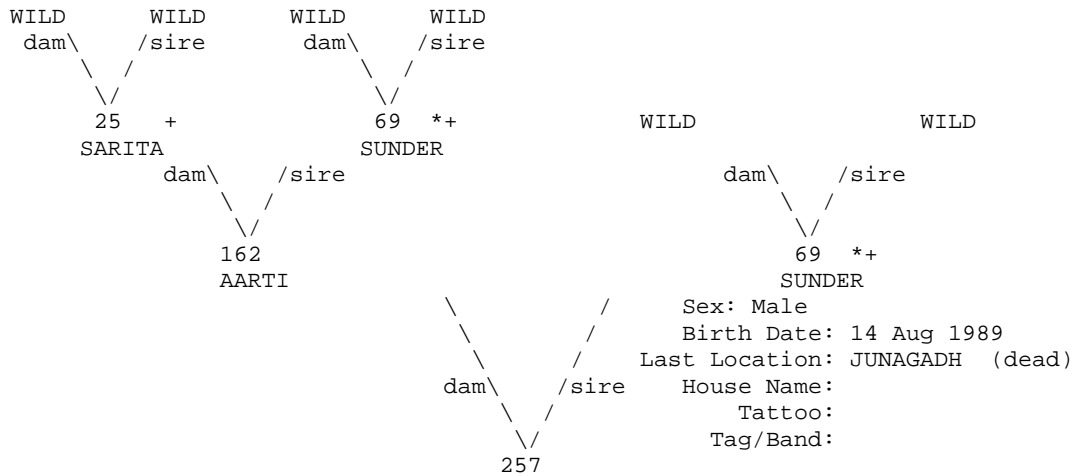 WILD WILD WILD WILD
dam\ /sire dam\ /sire
\ / \ /
\/ \/
25 + 69 *+ WILD WILD
SARITA SUNDER
dam\ /sire dam\ /sire
\ / \ /
\/ \/
162 69 *+
AARTI SUNDER
\ / Sex: Male
\ / Birth Date: 14 Aug 1989
\ / Last Location: JUNAGADH (dead)
dam\ /sire House Name:
\ / Tattoo:
\/ Tag/Band:
257